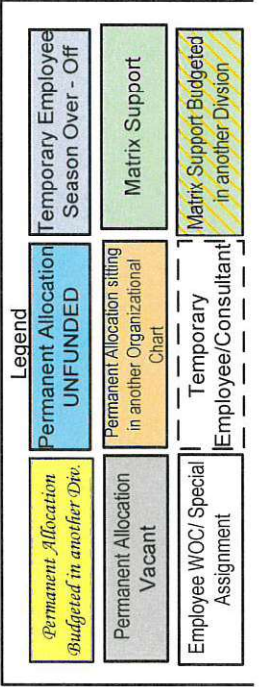 Legend
Permanent Allocation
Budgeted in another Div.
Permanent Allocation
UNFUNDED
Temporary Employee
Season Over - Off
Permanent Allocation
Vacant
Permanent Allocation sitting
in another Organizational
Chart
Matrix Support
Employee WOC/ Special
Assignment
Temporary
Employee/Consultant
Matrix Support Budgeted
in another Divsion